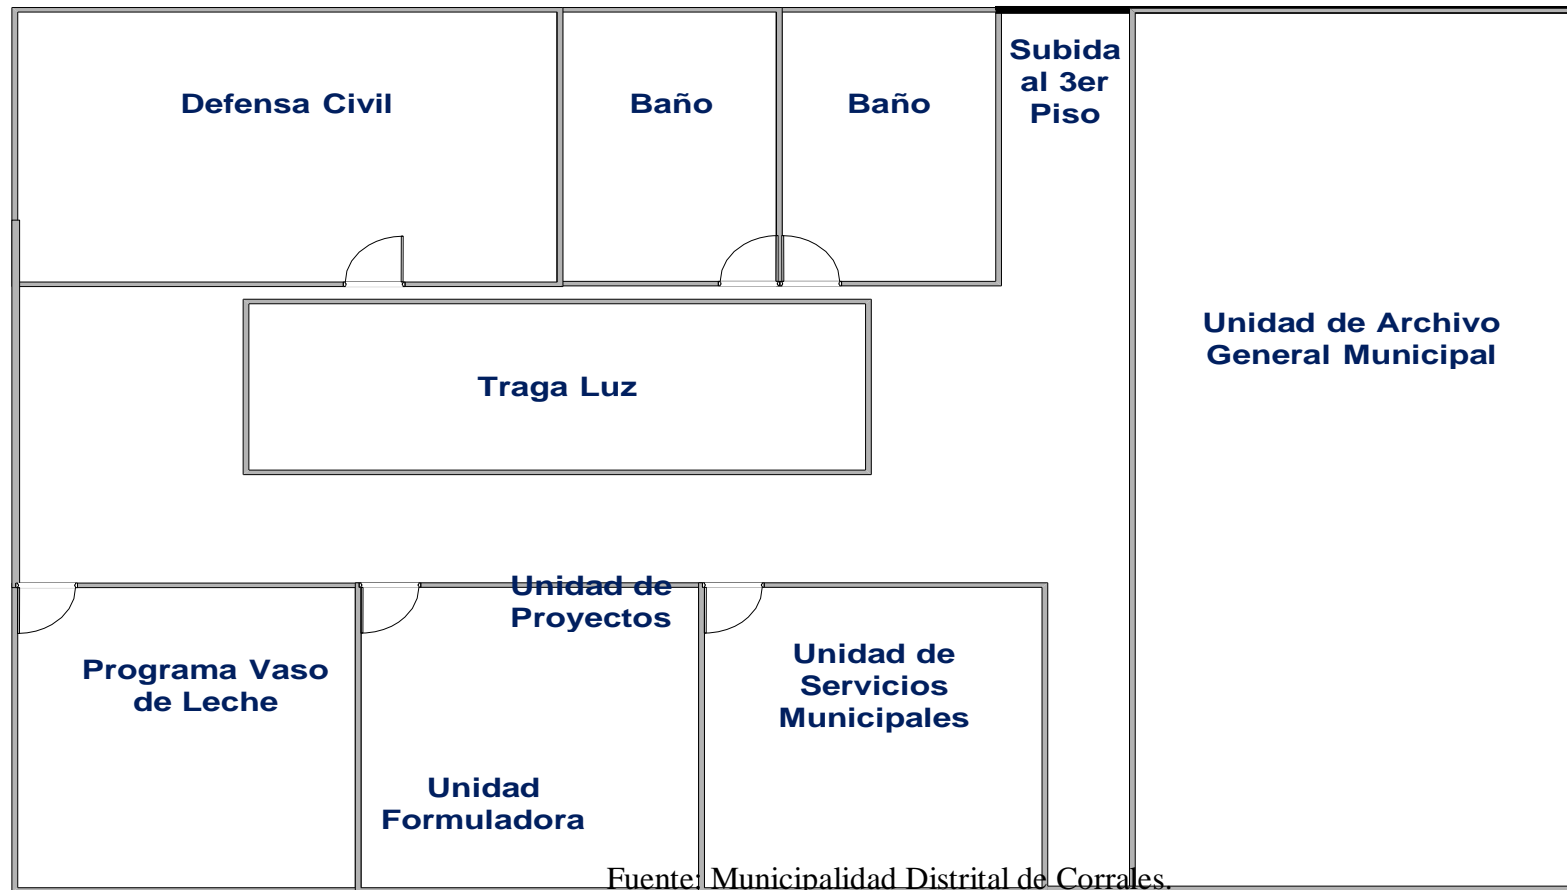 Defensa Civil
Baño
Baño
Subida
al 3er
Piso
Unidad de Archivo
General Municipal
Traga Luz
Unidad de
Proyectos
Programa Vaso
de Leche
Unidad
Formuladora
Unidad de
Servicios
Municipales
Fuente: Municipalidad Distrital de Corrales.